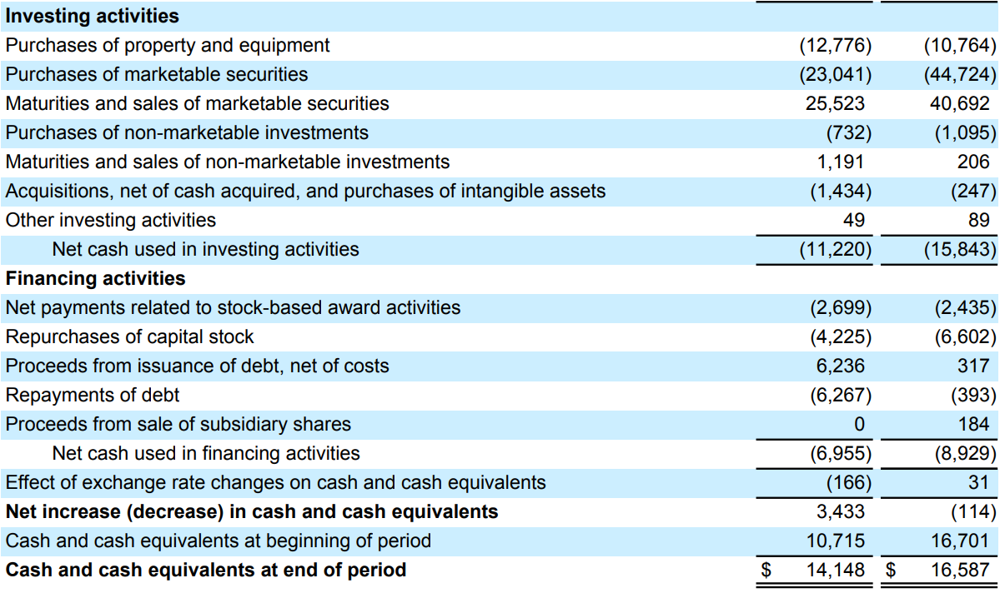 Investing activities
Purchases of property and equipment (12,776) (10,764)
Purchases of marketable securities (23,041) (44,724)
Maturities and sales of marketable securities 25,523 40,692
Purchases of non-marketable investments (732) (1,095)
Maturities and sales of non-marketable investments 1,191 206
Acquisitions, net of cash acquired, and purchases of intangible assets (1,434) (247)
Other investing activities 49 89
Net cash used in investing activities (11,220) (15,843)
Financing activities
Net payments related to stock-based award activities (2,699) (2,435)
Repurchases of capital stock (4,225) (6,602)
Proceeds from issuance of debt, net of costs 6,236 317
Repayments of debt (6,267) (393)
Proceeds from sale of subsidiary shares 0 184
Net cash used in financing activities (6,955) (8,929)
Effect of exchange rate changes on cash and cash equivalents (166) 31
Net increase (decrease) in cash and cash equivalents 3,433 (114)
Cash and cash equivalents at beginning of period 10,715 16,701
Cash and cash equivalents at end of period $ 14,148 $ 16,587